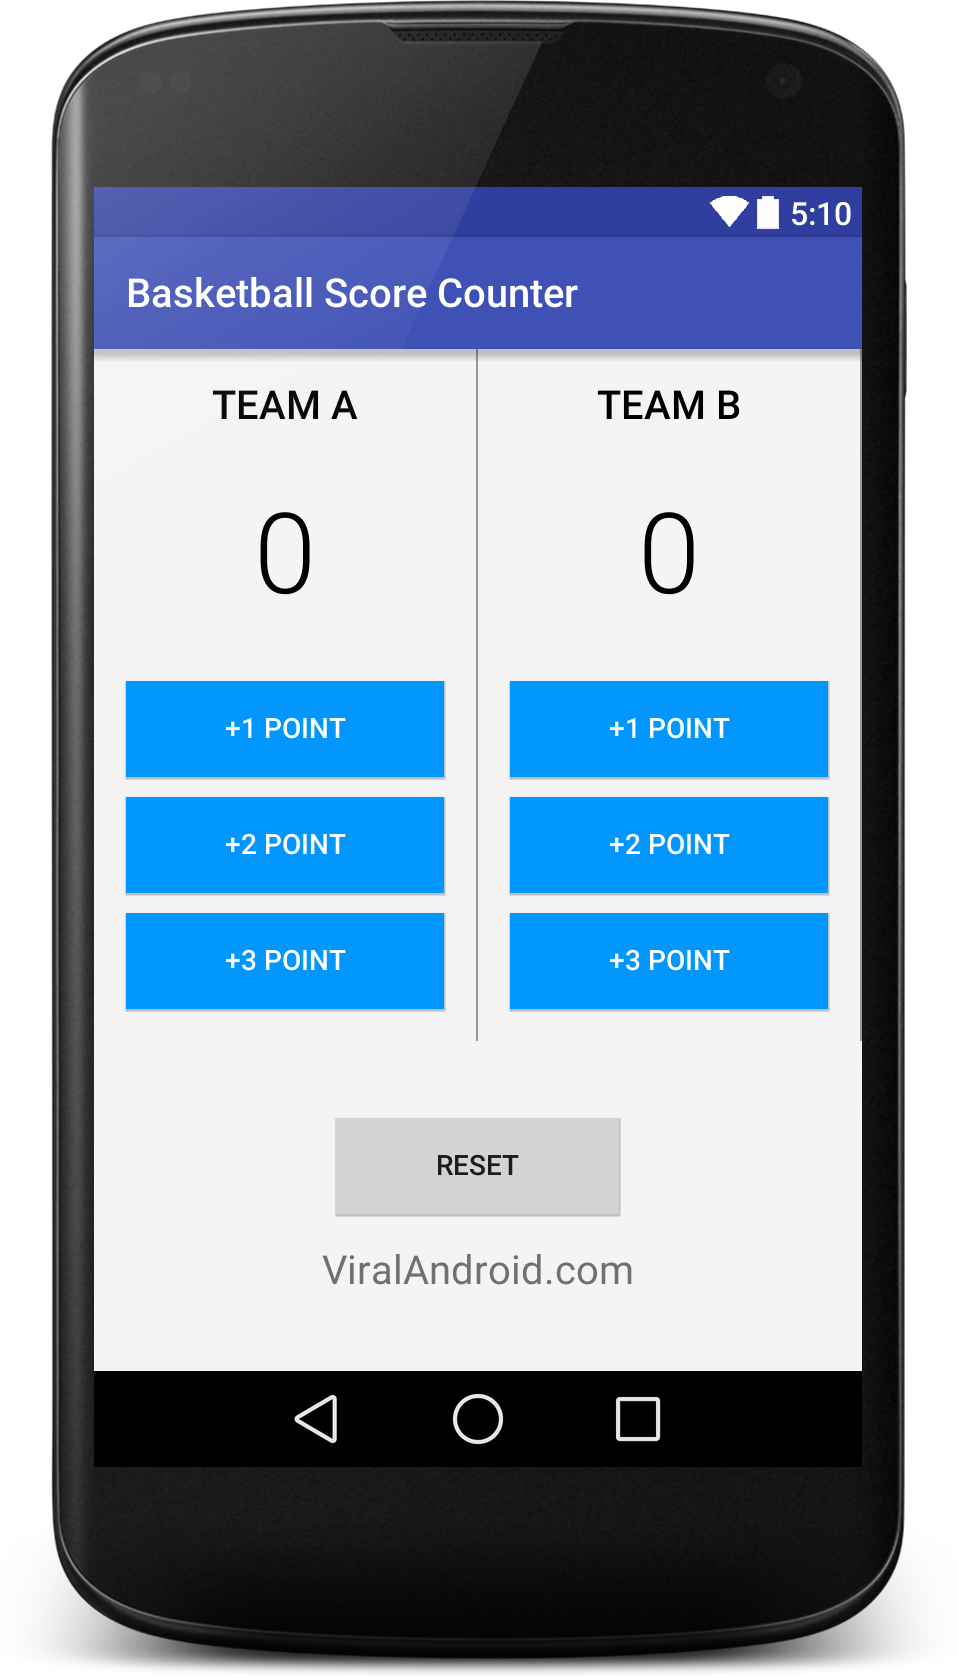 5:10
Basketball Score Counter
TEAM A
TEAM B
0
0
+1 POINT
+1 POINT
+2 POINT
+2 POINT
+3 POINT
+3 POINT
RESET
ViralAndroid.com